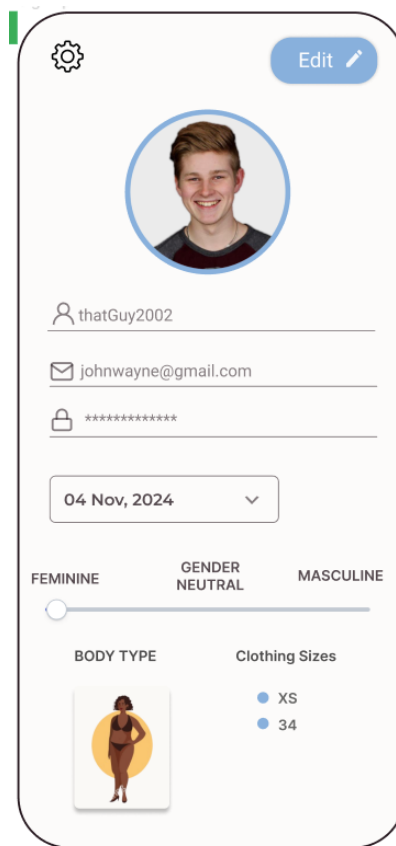 Edit
thatGuy2002
johnwayne@gmail.com
*************
04 Nov, 2024
FEMININE
GENDER
NEUTRAL
MASCULINE
BODY TYPE
Clothing Sizes
XS
34